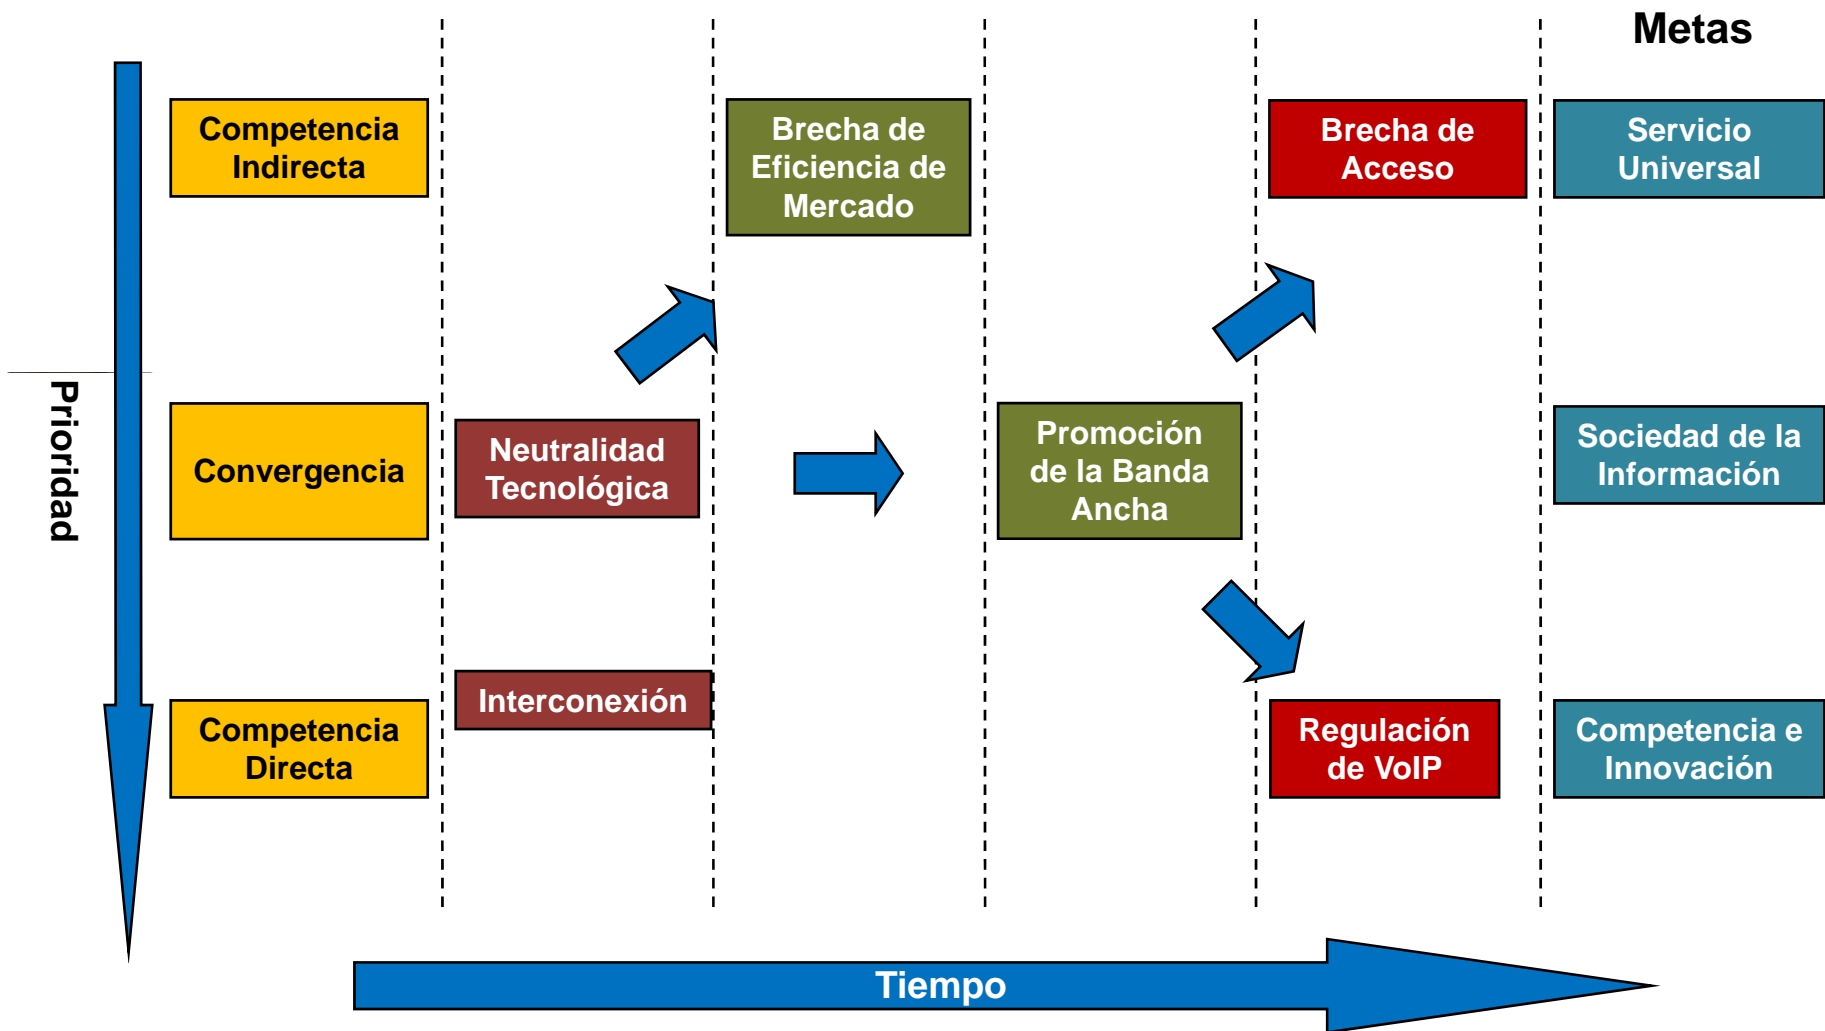 Metas
Competencia
Indirecta
Brecha de
Eficiencia de
Mercado
Brecha de
Acceso
Servicio
Universal
Prioridad
Convergencia
Neutralidad
Tecnológica
Promoción
de la Banda
Ancha
Sociedad de la
Información
Interconexión
Competencia
Directa
Regulación
de VoIP
Competencia e
Innovación
Tiempo